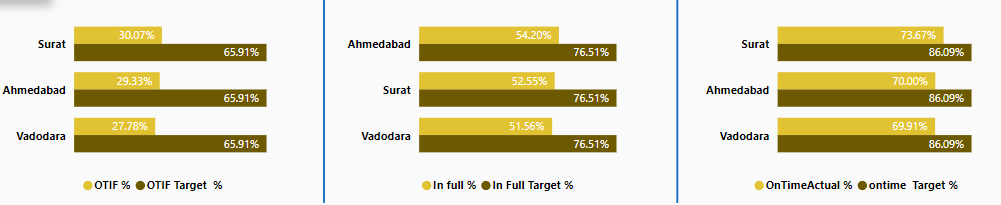 Surat
30.07%
65.91%
Ahmedabad
29.33%
65.91%
Vadodara
27.78%
65.91%
OTIF % OTIF Target %
Ahmedabad
54.20%
76.51%
Surat
52.55%
76.51%
Vadodara
51.56%
76.51%
In full % In Full Target %
Surat
73.67%
86.09%
Ahmedabad
70.00%
86.09%
Vadodara
69.91%
86.09%
OnTimeActual % ontime Target %